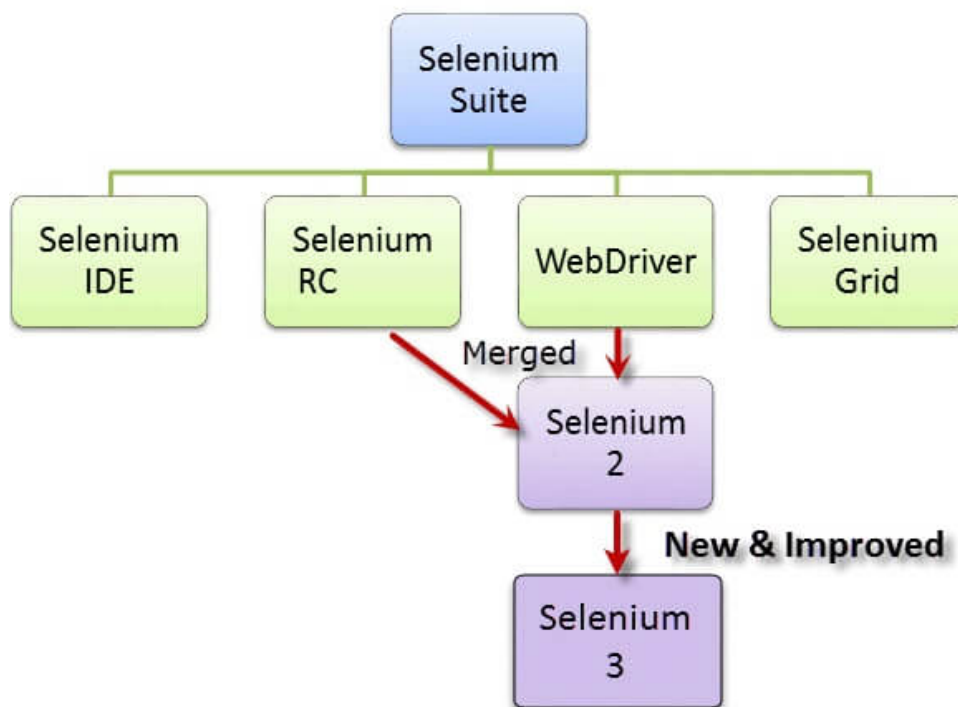 Selenium
Suite
Selenium
IDE
Selenium
RC
WebDriver
Selenium
Grid
Merged
Selenium
2
New & Improved
Selenium
3